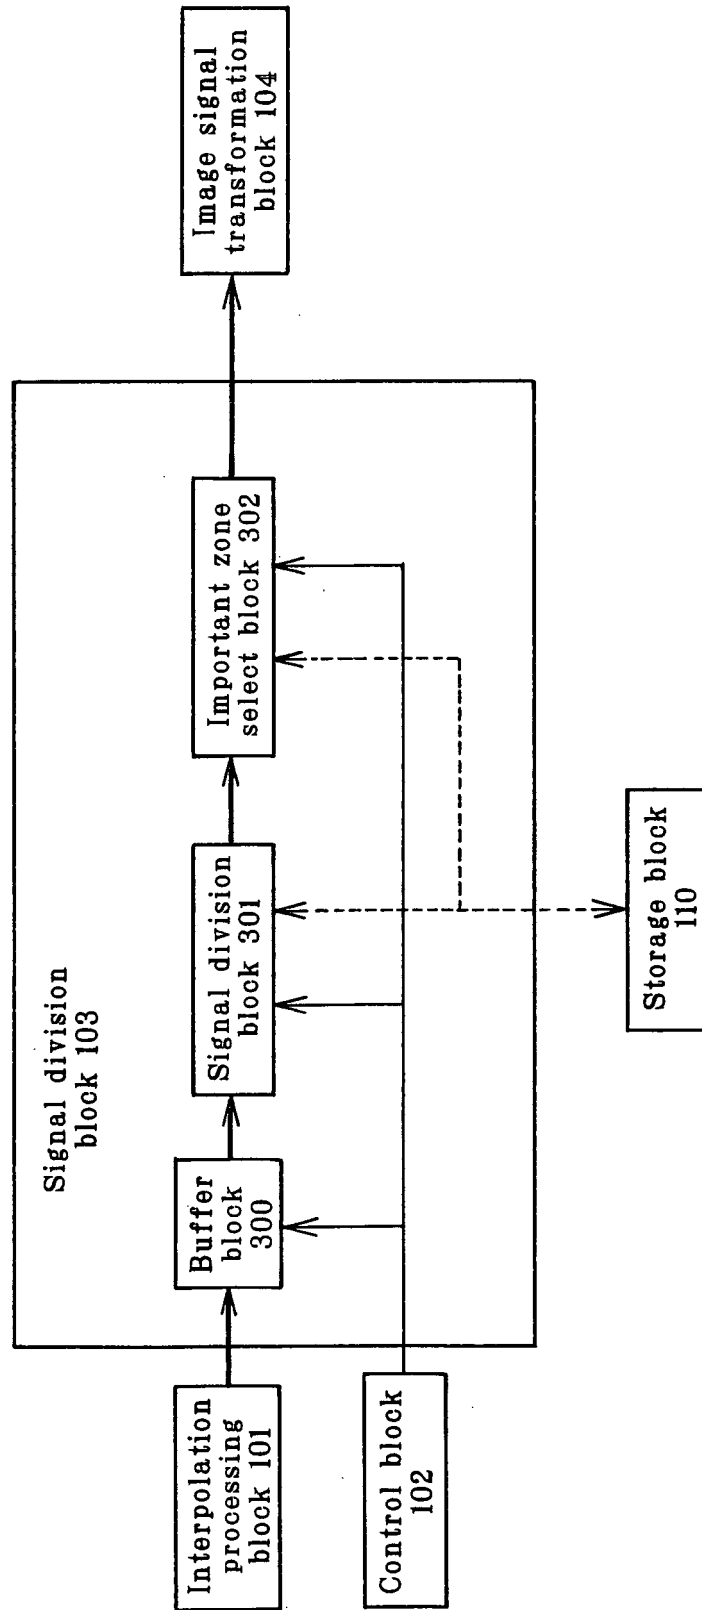 Signal division
block 103
Interpolation
processing
block 101
Buffer
block
300
Signal division
block 301
Important zone
select block 302
Image signal
transformation
block 104
Control block
102
Storage block
110